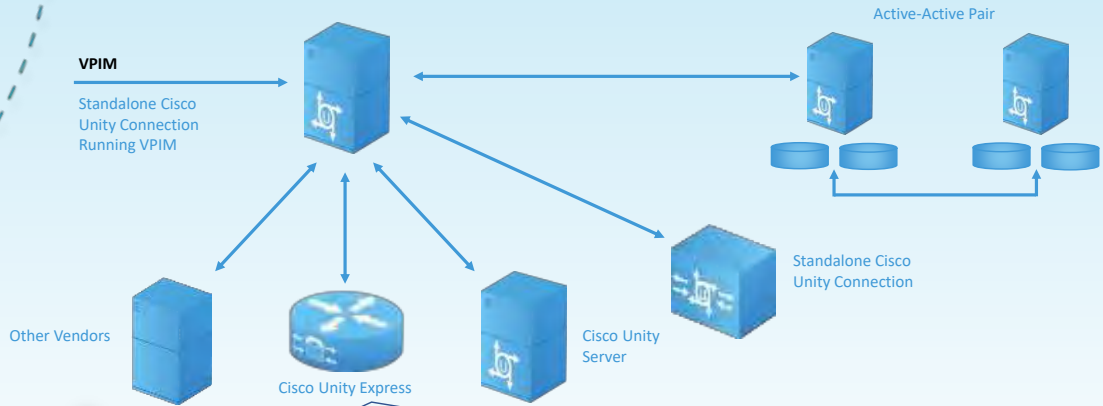 Active-Active Pair
VPIM
Standalone Cisco
Unity Connection
Running VPIM
Standalone Cisco
Unity Connection
Other Vendors
Cisco Unity
Server
Cisco Unity Express